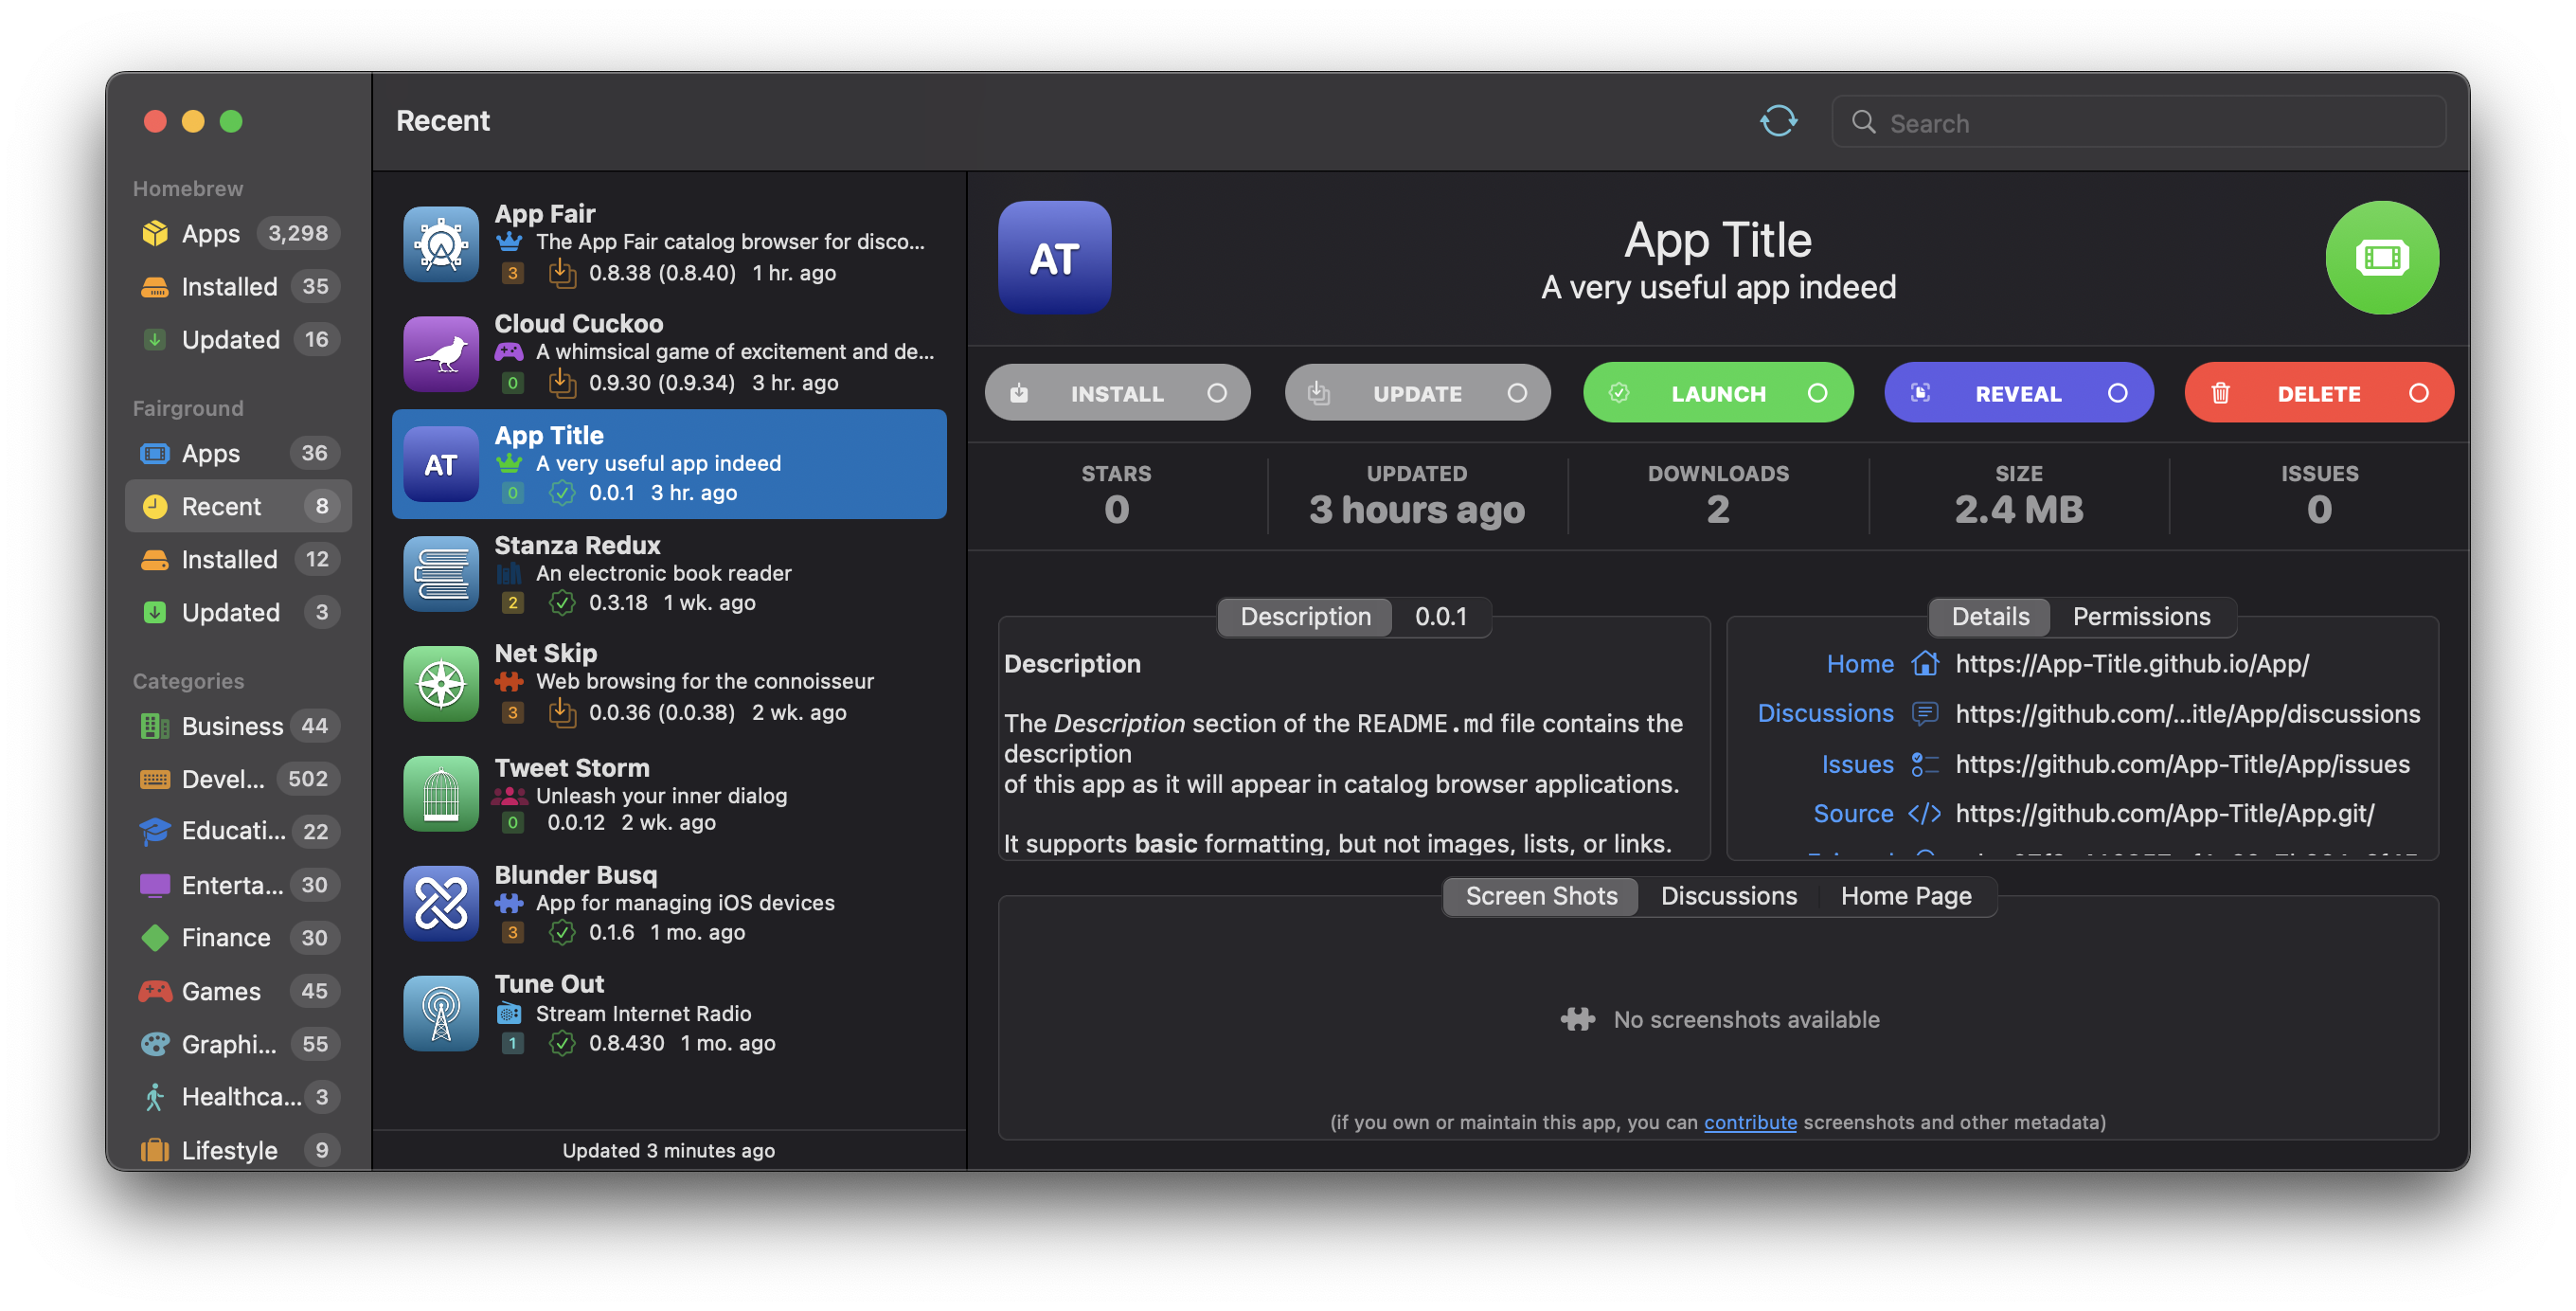 Recent
Search
Homebrew
Apps 3,298
Installed 35
Updated 16
Fairground
Apps 36
Recent 8
Installed 12
Updated 3
Categories
Business 44
Devel... 502
Educati... 22
Enterta... 30
Finance 30
Games 45
Graphi... 55
Healthca... 3
Lifestyle 9
App Fair
The App Fair catalog browser for disco...
3 0.8.38 (0.8.40) 1 hr. ago
Cloud Cuckoo
A whimsical game of excitement and de...
0 0.9.30 (0.9.34) 3 hr. ago
AT
App Title
A very useful app indeed
0 0.0.1 3 hr. ago
Stanza Redux
An electronic book reader
2 0.3.18 1 wk. ago
Net Skip
Web browsing for the connoisseur
3 0.0.36 (0.0.38) 2 wk. ago
Tweet Storm
Unleash your inner dialog
0 0.0.12 2 wk. ago
Blunder Busq
App for managing iOS devices
3 0.1.6 1 mo. ago
Tune Out
Stream Internet Radio
1 0.8.430 1 mo. ago
Updated 3 minutes ago
AT
App Title
A very useful app indeed
INSTALL UPDATE LAUNCH REVEAL DELETE
STARS UPDATED DOWNLOADS SIZE ISSUES
0 3 hours ago 2 2.4 MB 0
Description 0.0.1
Description
The Description section of the README.md file contains the
description
of this app as it will appear in catalog browser applications.
It supports basic formatting, but not images, lists, or links.
Details Permissions
Home https://App-Title.github.io/App/
Discussions https://github.com/...itle/App/discussions
Issues https://github.com/App-Title/App/issues
Source </> https://github.com/App-Title/App.git/
Screen Shots Discussions Home Page
No screenshots available
(if you own or maintain this app, you can contribute screenshots and other metadata)